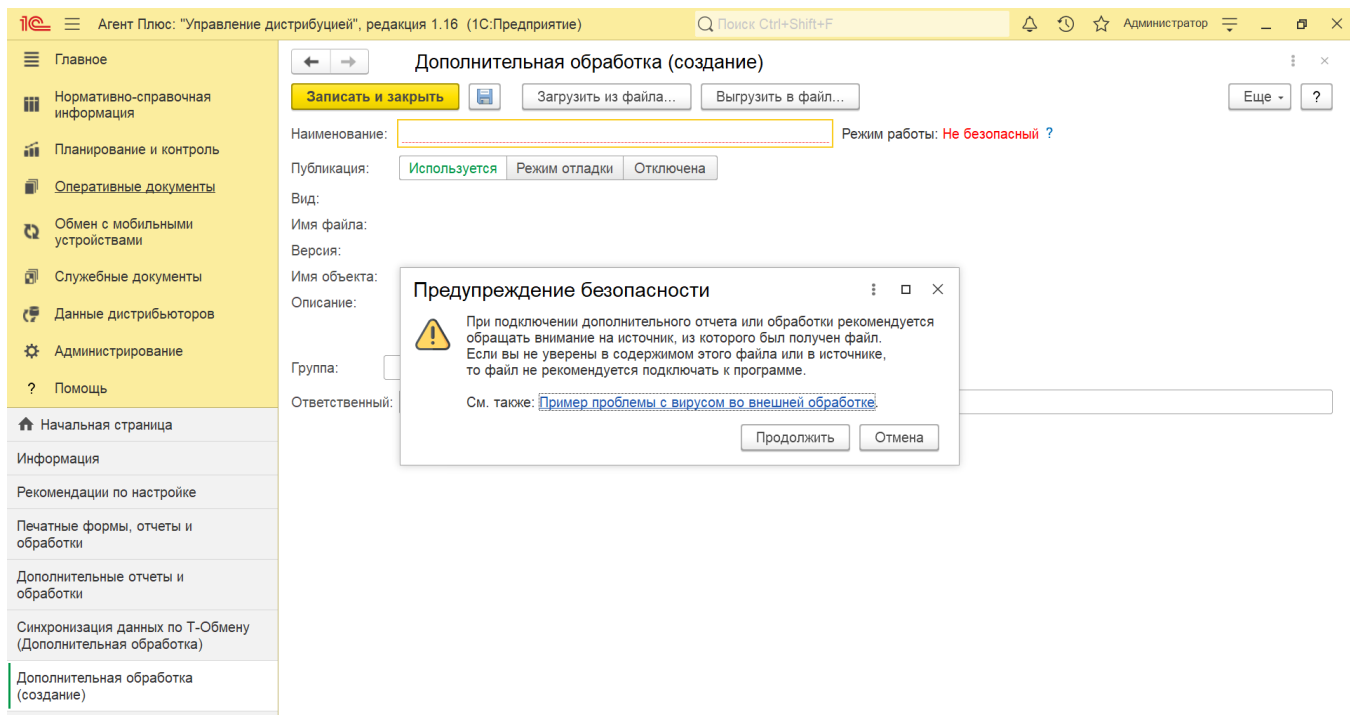 Агент Плюс: "Управление дистрибуцией", редакция 1.16 (1С:Предприятие)
Поиск Ctrl+Shift+F
Администратор
Главное
Нормативно-справочная
информация
Планирование и контроль
Оперативные документы
Обмен с мобильными
устройствами
Служебные документы
Данные дистрибьюторов
Администрирование
? Помощь
Начальная страница
Информация
Рекомендации по настройке
Печатные формы, отчеты и
обработки
Дополнительные отчеты и
обработки
Синхронизация данных по Т-Обмену
(Дополнительная обработка)
Дополнительная обработка
(создание)
Дополнительная обработка (создание)
Записать и закрыть
Загрузить из файла...
Выгрузить в файл...
Еще
?
Наименование:
Режим работы: Не безопасный ?
Публикация: Используется Режим отладки Отключена
Вид:
Имя файла:
Версия:
Имя объекта:
Описание:
Группа:
Ответственный:
Предупреждение безопасности
При подключении дополнительного отчета или обработки рекомендуется
обращать внимание на источник, из которого был получен файл.
Если вы не уверены в содержимом этого файла или в источнике,
то файл не рекомендуется подключать к программе.
См. также: Пример проблемы с вирусом во внешней обработке.
Продолжить
Отмена